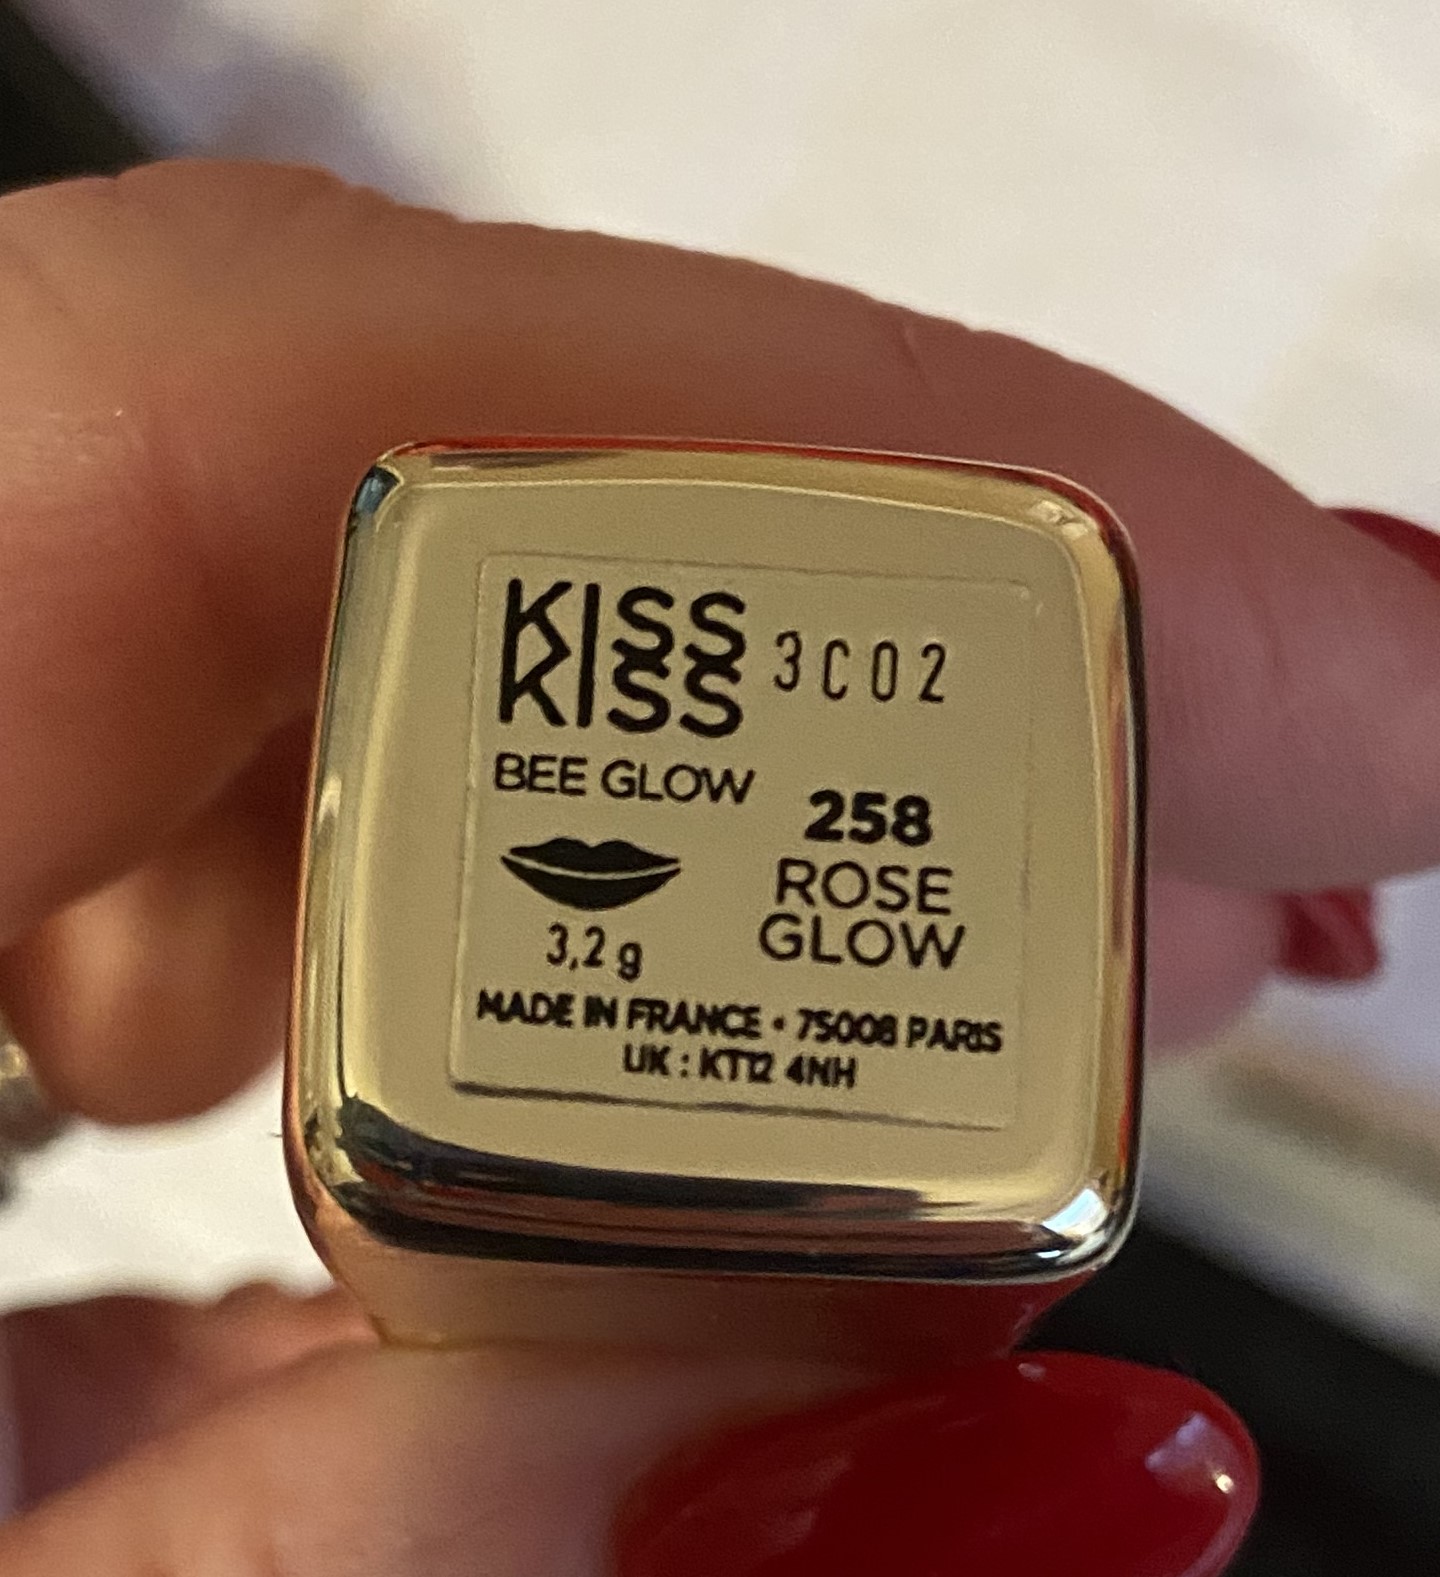 KISS 3C02
KISS
BEE GLOW
258
ROSE
GLOW
3,2 g
MADE IN FRANCE • 75008 PARIS
UK : KT12 4NH